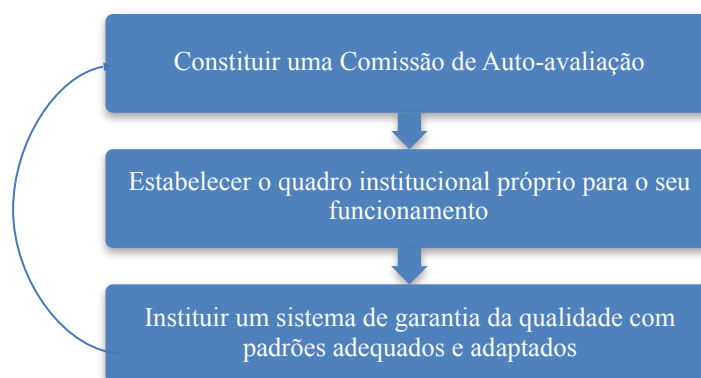 Constituir uma Comissão de Auto-avaliação
Estabelecer o quadro institucional próprio para o seu
funcionamento
Instituir um sistema de garantia da qualidade com
padrões adequados e adaptados